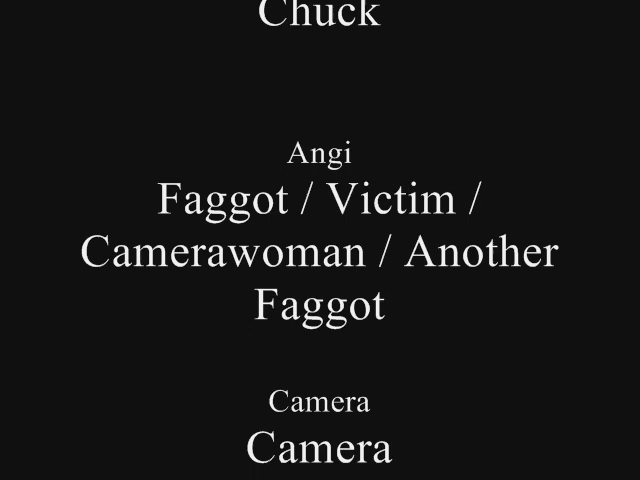 Chuck
Angi
Faggot / Victim /
Camerawoman / Another
Faggot
Camera
Camera